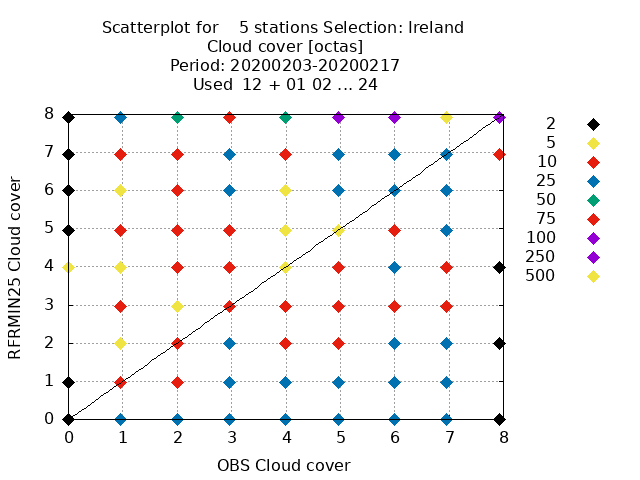 Scatterplot for    5 stations Selection: Ireland
Cloud cover [octas]
Period: 20200203-20200217
Used  12 + 01 02 ... 24
RFRMIN25 Cloud cover
8
7
6
5
4
3
2
1
0
0 1 2 3 4 5 6 7 8
OBS Cloud cover
2
5
10
25
50
75
100
250
500